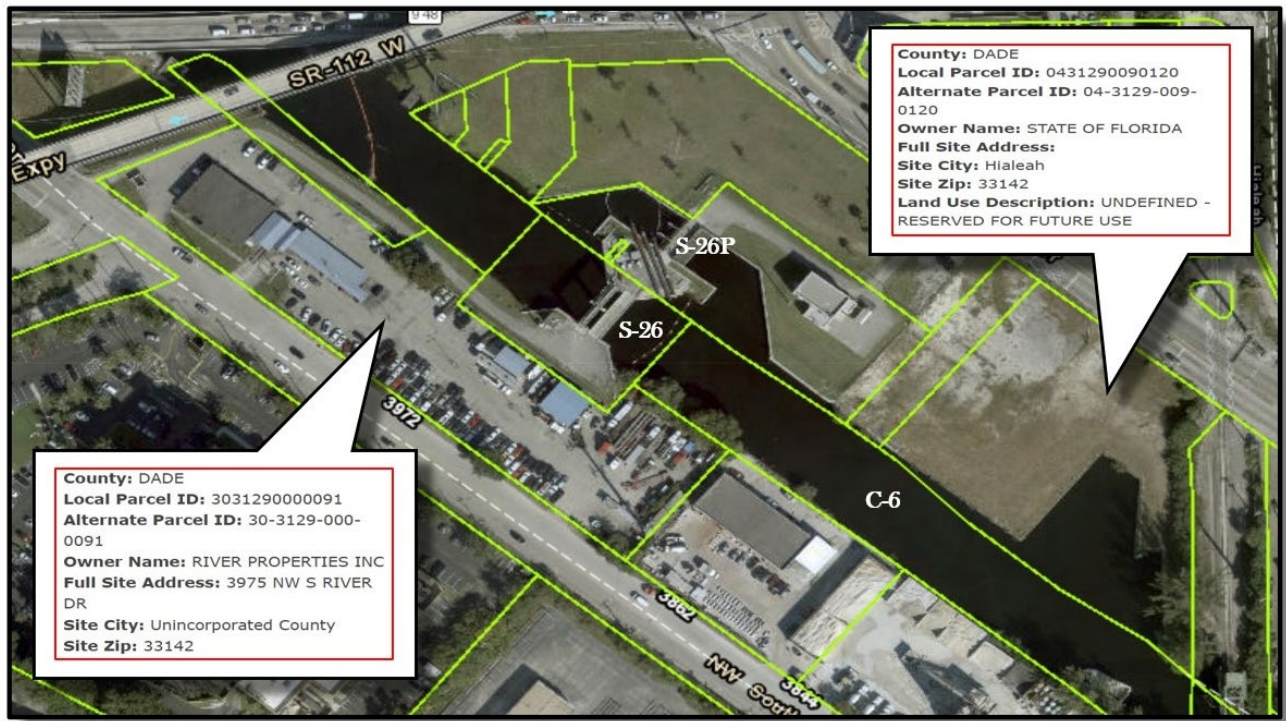 9 48
SR-112 W
Expy
County: DADE
Local Parcel ID: 0431290090120
Alternate Parcel ID: 04-3129-009-
0120
Owner Name: STATE OF FLORIDA
Full Site Address:
Site City: Hialeah
Site Zip: 33142
Land Use Description: UNDEFINED -
RESERVED FOR FUTURE USE
Hialeah
S-26P
S-26
3972
C-6
County: DADE
Local Parcel ID: 3031290000091
Alternate Parcel ID: 30-3129-000-
0091
Owner Name: RIVER PROPERTIES INC
Full Site Address: 3975 NW S RIVER
DR
Site City: Unincorporated County
Site Zip: 33142
3862
3844
NW South